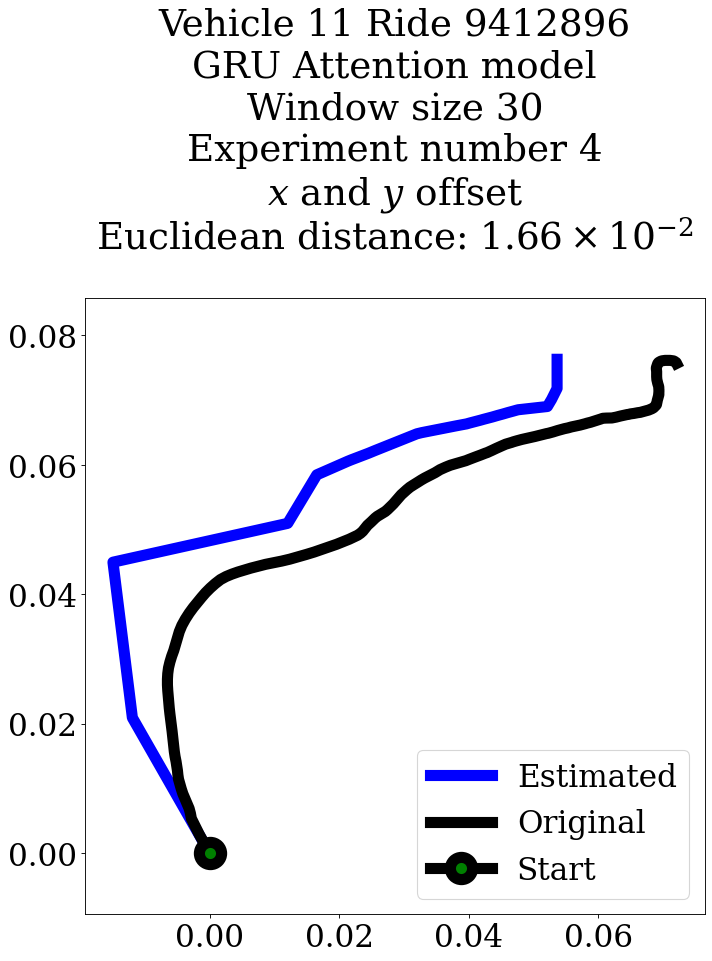 Vehicle 11 Ride 9412896
GRU Attention model
Window size 30
Experiment number 4
x and y offset
Euclidean distance: 1.66 × 10⁻²
0.08
0.06
0.04
0.02
0.00
Estimated
Original
Start
0.00 0.02 0.04 0.06